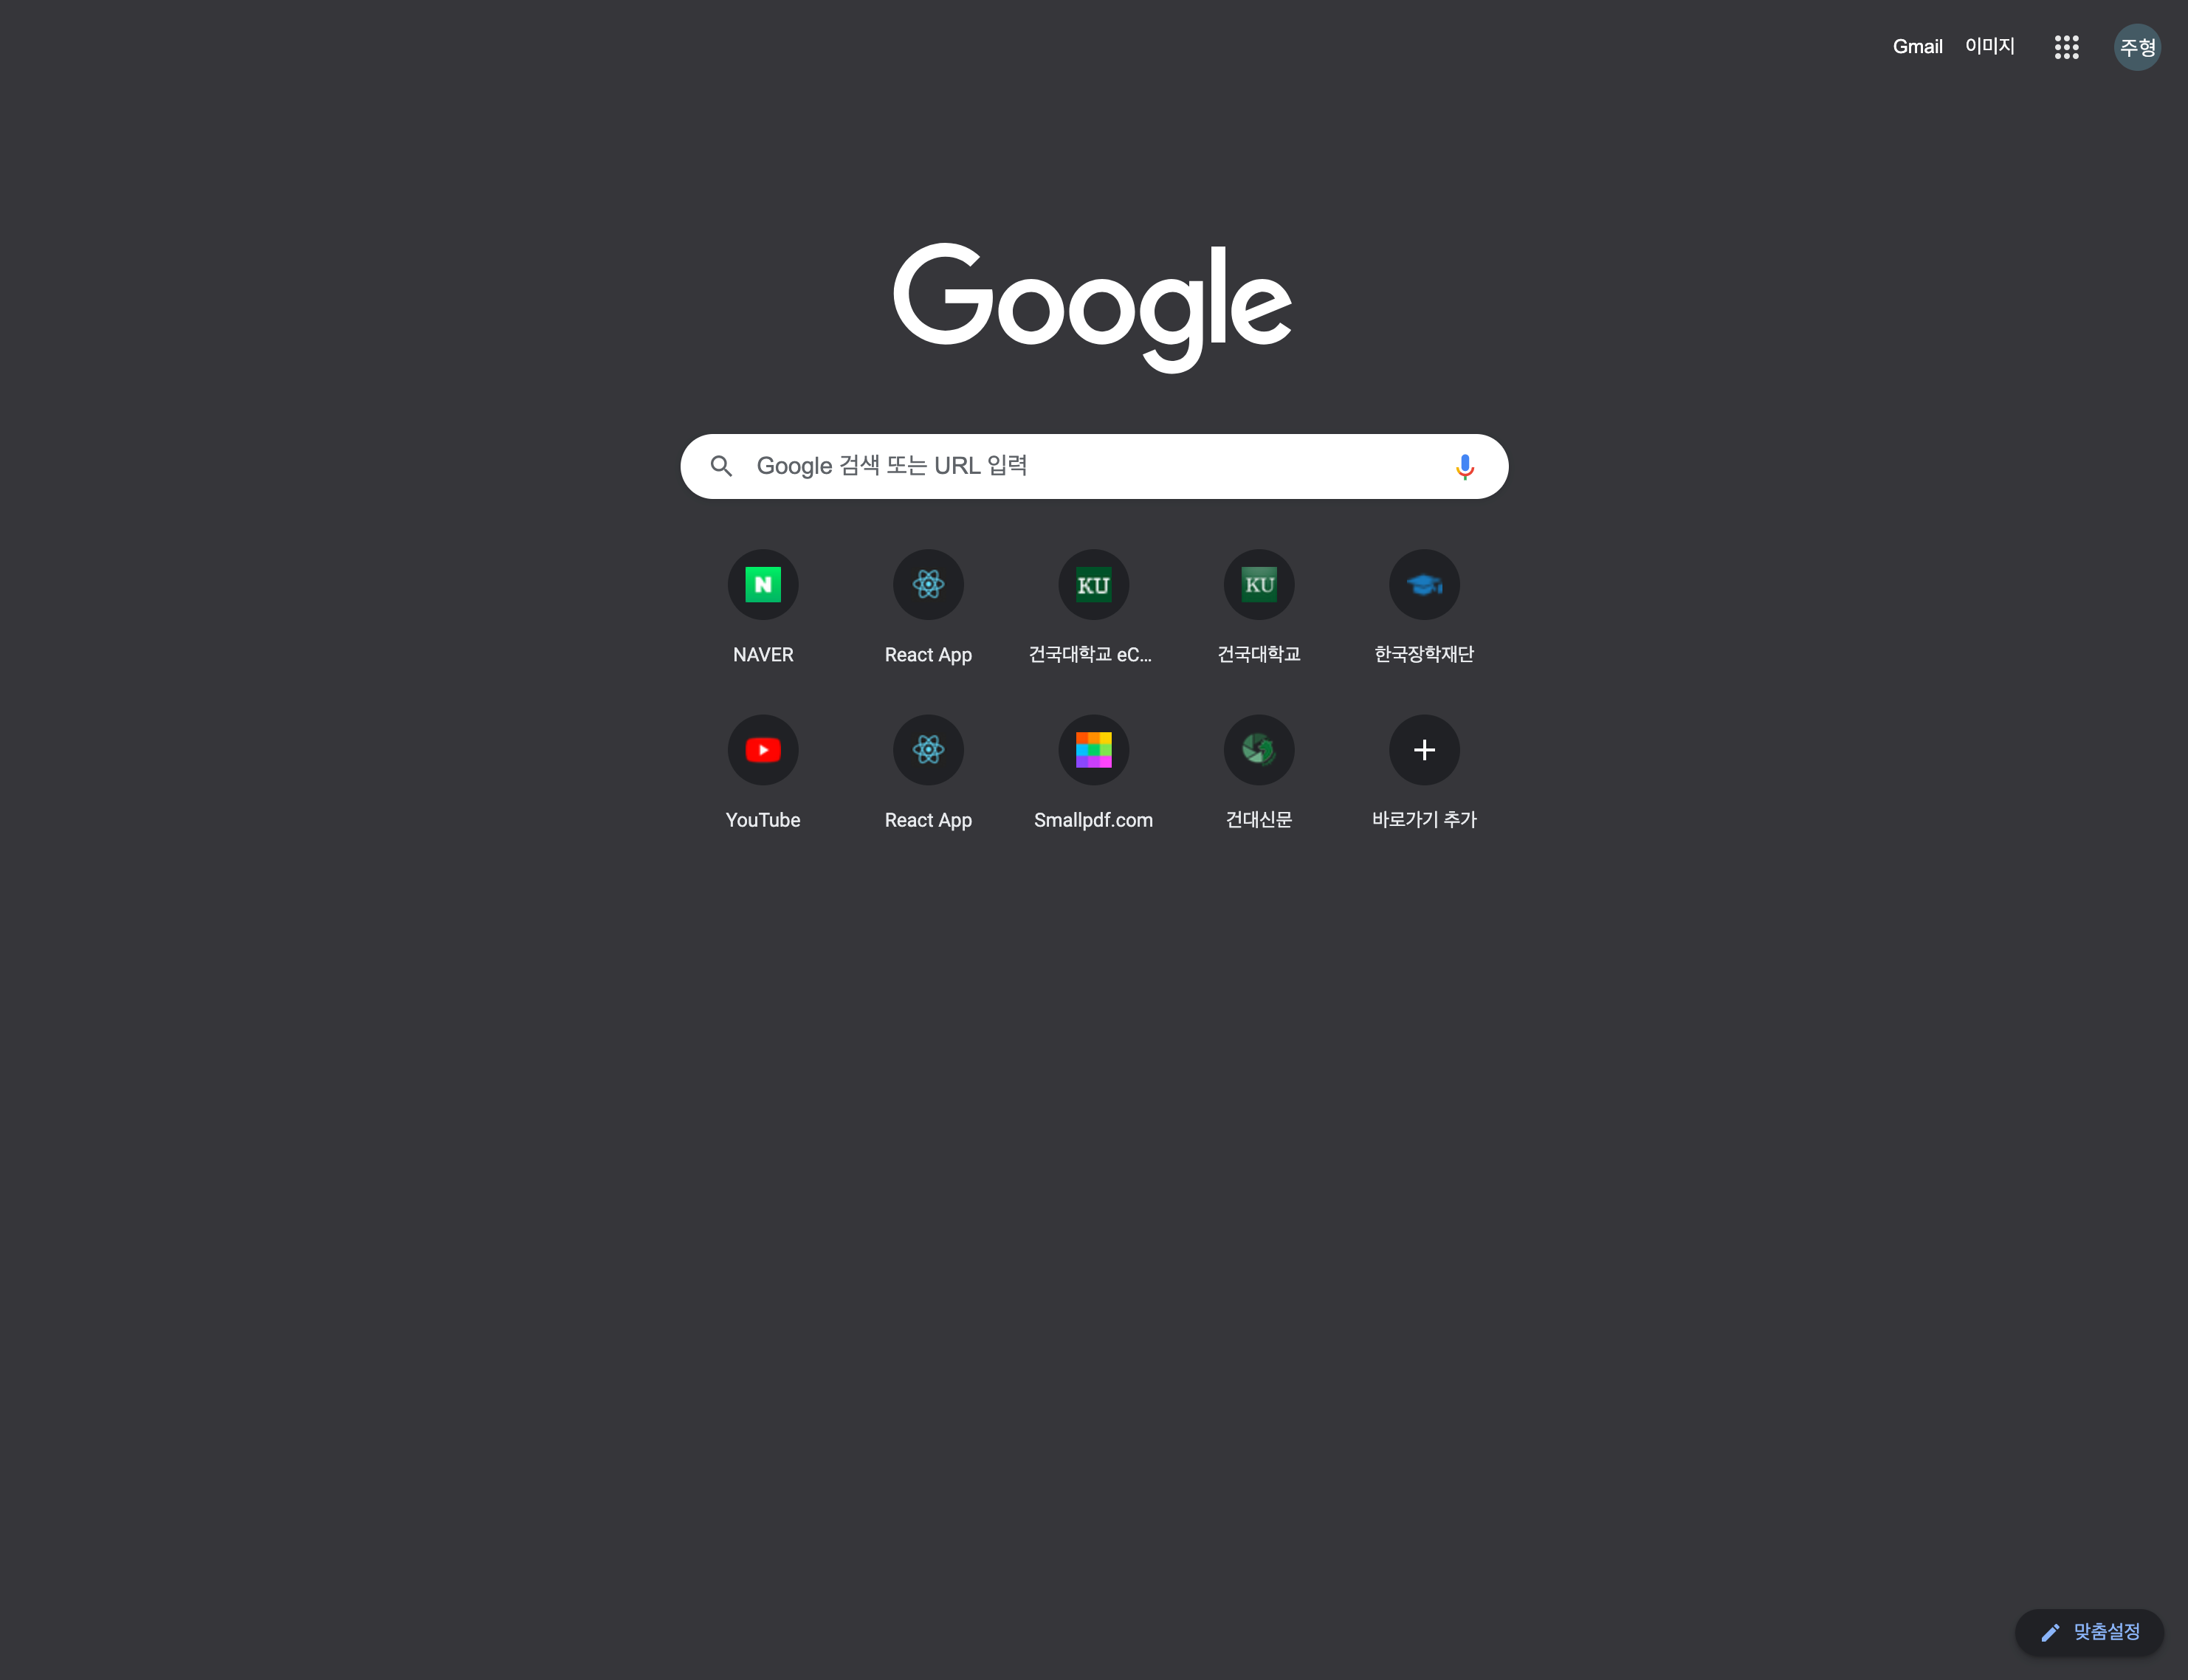 Gmail 이미지 주형
Google
Google 검색 또는 URL 입력
N KU KU
NAVER React App 건국대학교 eC... 건국대학교 한국장학재단
YouTube React App Smallpdf.com 건대신문 바로가기 추가
맞춤설정